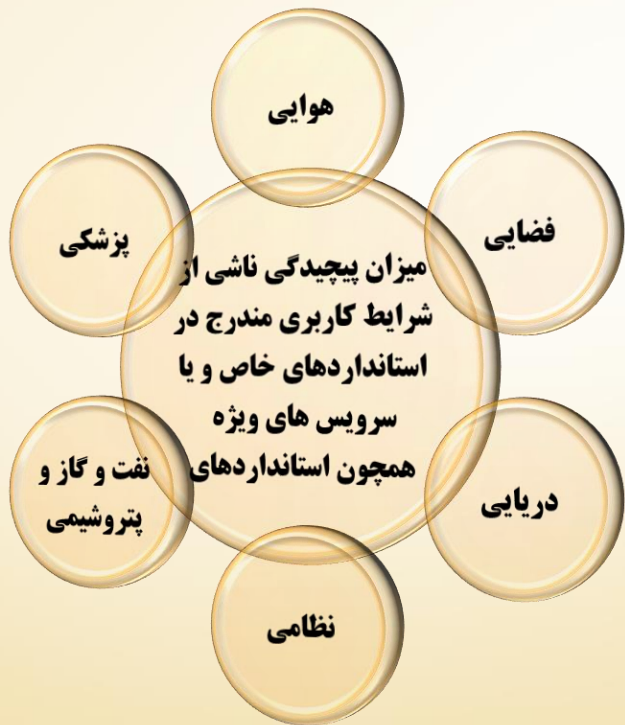 هوایی
فضایی
پزشکی
میزان پیچیدگی ناشی از
شرایط کاربری مندرج در
استانداردهای خاص و یا
سرویس های ویژه
همچون استانداردهای
دریایی
نفت و گاز و
پتروشیمی
نظامی